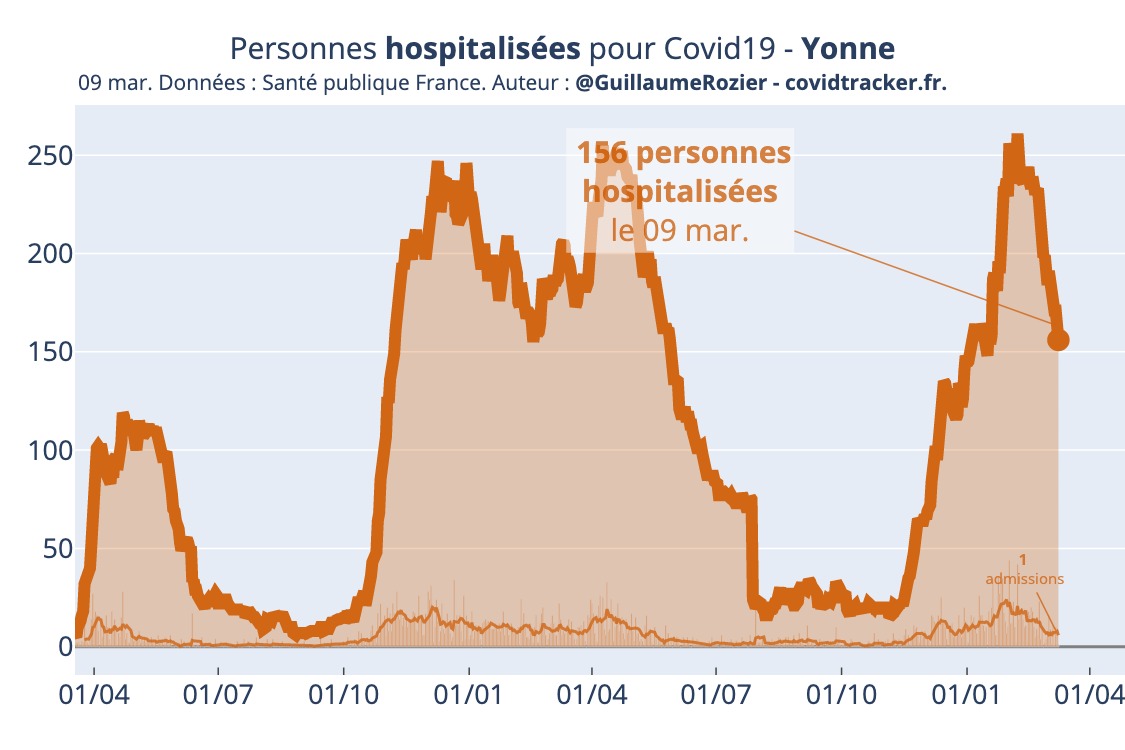 Personnes hospitalisées pour Covid19 - Yonne
09 mar. Données : Santé publique France. Auteur : @GuillaumeRozier - covidtracker.fr.
250
200
150
100
50
0
156 personnes
hospitalisées
le 09 mar.
1
admissions
01/04
01/07
01/10
01/01
01/04
01/07
01/10
01/01
01/04